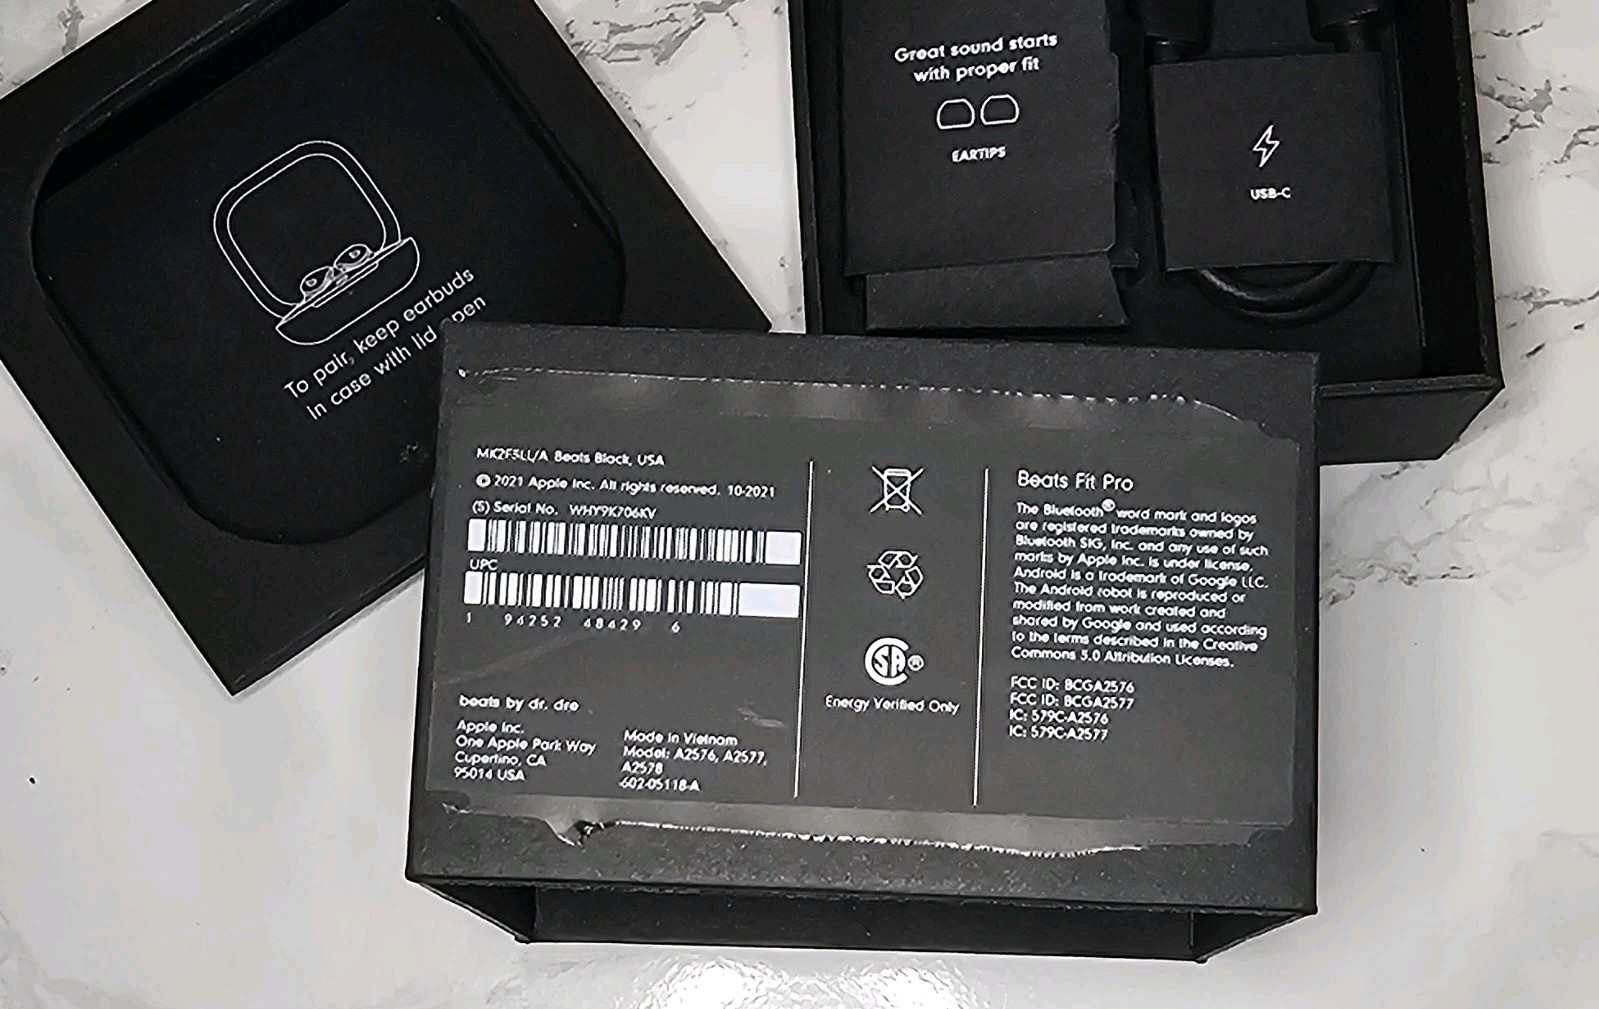 Great sound starts
with proper fit
EARTIPS
USB-C
To pair, keep earbuds
in case with lid open
MK2F3LL/A Beats Black, USA
© 2021 Apple Inc. All rights reserved. 10-2021
(S) Serial No. WHY9K706KV
UPC
1 94252 48429 6
beats by dr. dre
Apple Inc.
One Apple Park Way
Cupertino, CA
95014 USA
Made in Vietnam
Model: A2576, A2577,
A2578
602-05118-A
SA®
Energy Verified Only
Beats Fit Pro
The Bluetooth® word mark and logos
are registered trademarks owned by
Bluetooth SIG, Inc. and any use of such
marks by Apple Inc. is under license.
Android is a trademark of Google LLC.
The Android robot is reproduced or
modified from work created and
shared by Google and used according
to the terms described in the Creative
Commons 3.0 Attribution Licenses.
FCC ID: BCGA2576
FCC ID: BCGA2577
IC: 579C-A2576
IC: 579C-A2577